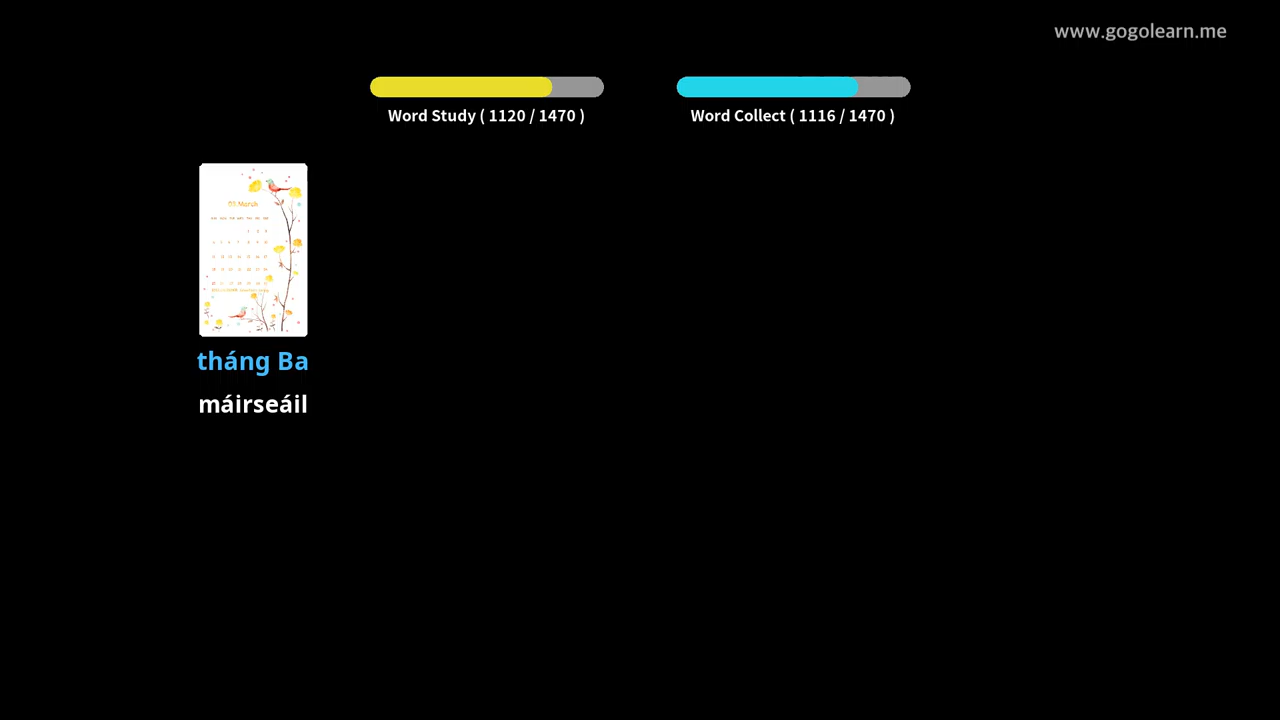 www.gogolearn.me
Word Study ( 1120 / 1470 )
Word Collect ( 1116 / 1470 )
03 March
tháng Ba
máirseáil